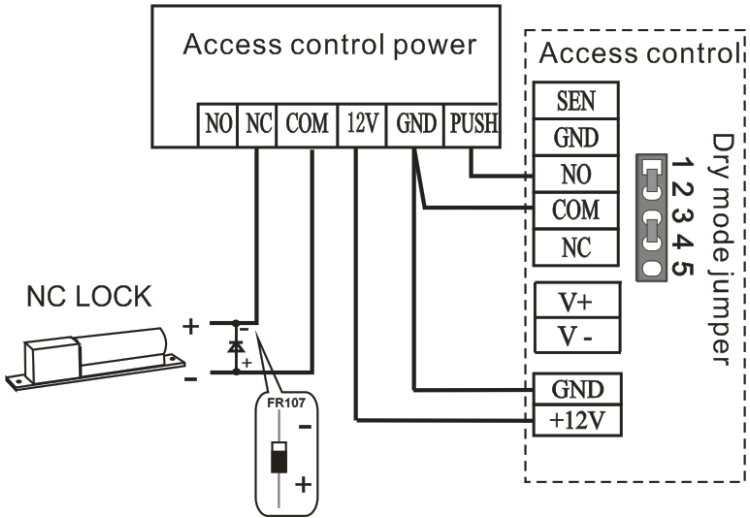 Access control power
NO NC COM 12V GND PUSH
Access control
SEN
GND
NO
COM
NC
V+
V -
GND
+12V
1 2 3 4 5
Dry mode jumper
NC LOCK
+
-
-
+
FR107
-
+